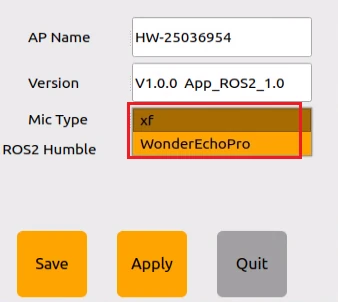 AP Name HW-25036954
Version V1.0.0 App_ROS2_1.0
Mic Type xf
ROS2 Humble WonderEchoPro
Save Apply Quit